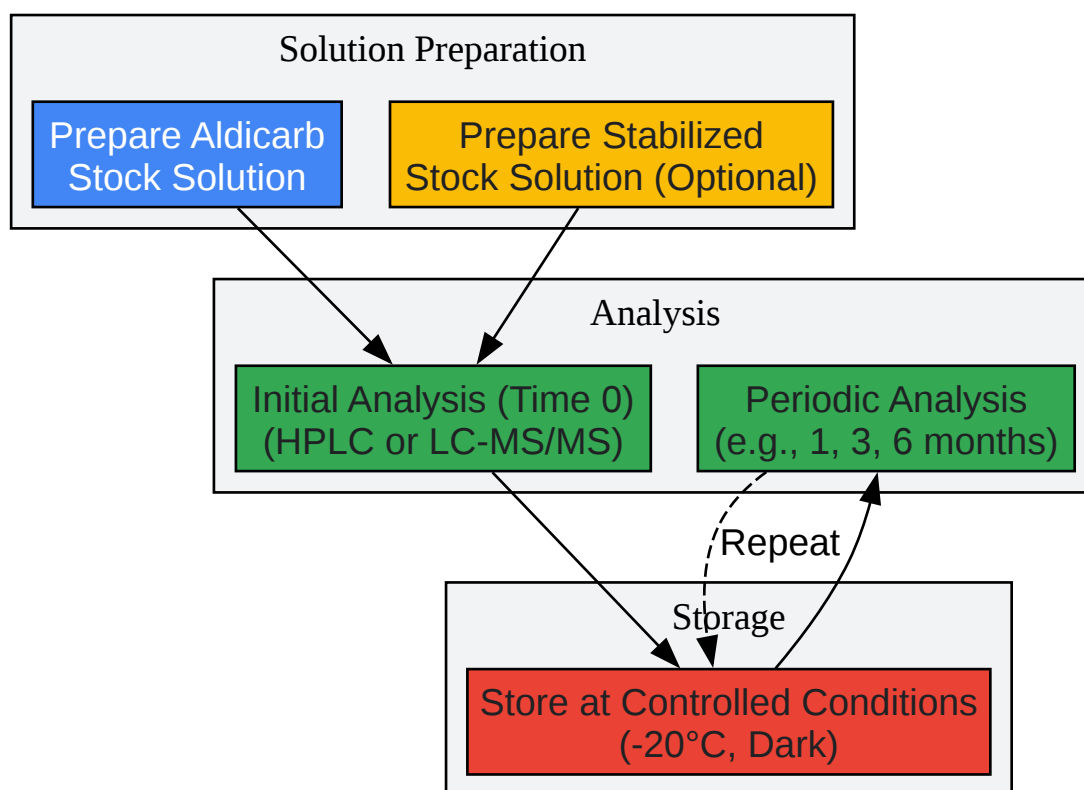 Solution Preparation
Prepare Aldicarb
Stock Solution
Prepare Stabilized
Stock Solution (Optional)
Analysis
Initial Analysis (Time 0)
(HPLC or LC-MS/MS)
Periodic Analysis
(e.g., 1, 3, 6 months)
Repeat
Storage
Store at Controlled Conditions
(-20°C, Dark)